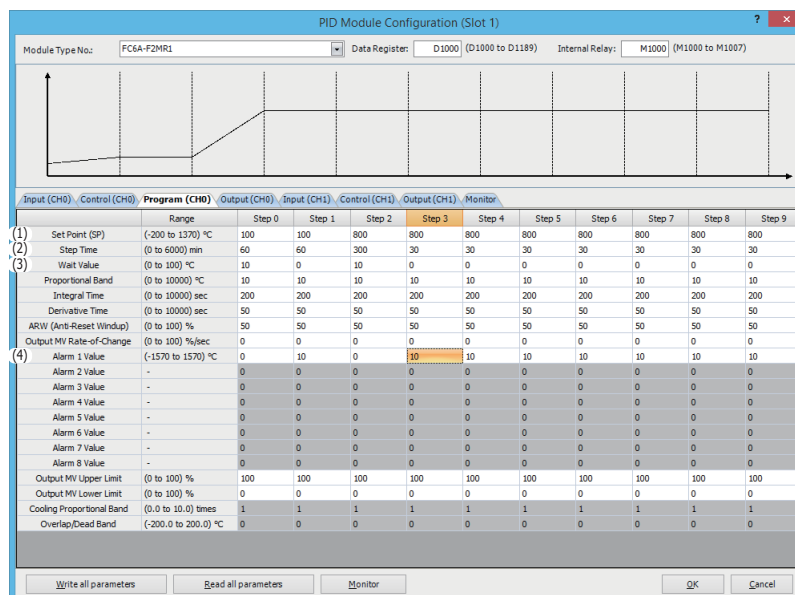 PID Module Configuration (Slot 1) ? ×
Module Type No.: FC6A-F2MR1 Data Register: D1000 (D1000 to D1189) Internal Relay: M1000 (M1000 to M1007)
Input (CH0) Control (CH0) Program (CH0) Output (CH0) Input (CH1) Control (CH1) Output (CH1) Monitor
Range Step 0 Step 1 Step 2 Step 3 Step 4 Step 5 Step 6 Step 7 Step 8 Step 9
(1) Set Point (SP) (-200 to 1370) ºC 100 100 800 800 800 800 800 800 800 800
(2) Step Time (0 to 6000) min 60 60 300 30 30 30 30 30 30 30
(3) Wait Value (0 to 100) ºC 10 0 10 0 0 0 0 0 0 0
Proportional Band (0 to 10000) ºC 10 10 10 10 10 10 10 10 10 10
Integral Time (0 to 10000) sec 200 200 200 200 200 200 200 200 200 200
Derivative Time (0 to 10000) sec 50 50 50 50 50 50 50 50 50 50
ARW (Anti-Reset Windup) (0 to 100) % 50 50 50 50 50 50 50 50 50 50
Output MV Rate-of-Change (0 to 100) %/sec 0 0 0 0 0 0 0 0 0 0
(4) Alarm 1 Value (-1570 to 1570) ºC 0 10 0 10 10 10 10 10 10 10
Alarm 2 Value - 0 0 0 0 0 0 0 0 0 0
Alarm 3 Value - 0 0 0 0 0 0 0 0 0 0
Alarm 4 Value - 0 0 0 0 0 0 0 0 0 0
Alarm 5 Value - 0 0 0 0 0 0 0 0 0 0
Alarm 6 Value - 0 0 0 0 0 0 0 0 0 0
Alarm 7 Value - 0 0 0 0 0 0 0 0 0 0
Alarm 8 Value - 0 0 0 0 0 0 0 0 0 0
Output MV Upper Limit (0 to 100) % 100 100 100 100 100 100 100 100 100 100
Output MV Lower Limit (0 to 100) % 0 0 0 0 0 0 0 0 0 0
Cooling Proportional Band (0.0 to 10.0) times 1 1 1 1 1 1 1 1 1 1
Overlap/Dead Band (-200.0 to 200.0) ºC 0 0 0 0 0 0 0 0 0 0
Write all parameters Read all parameters Monitor OK Cancel